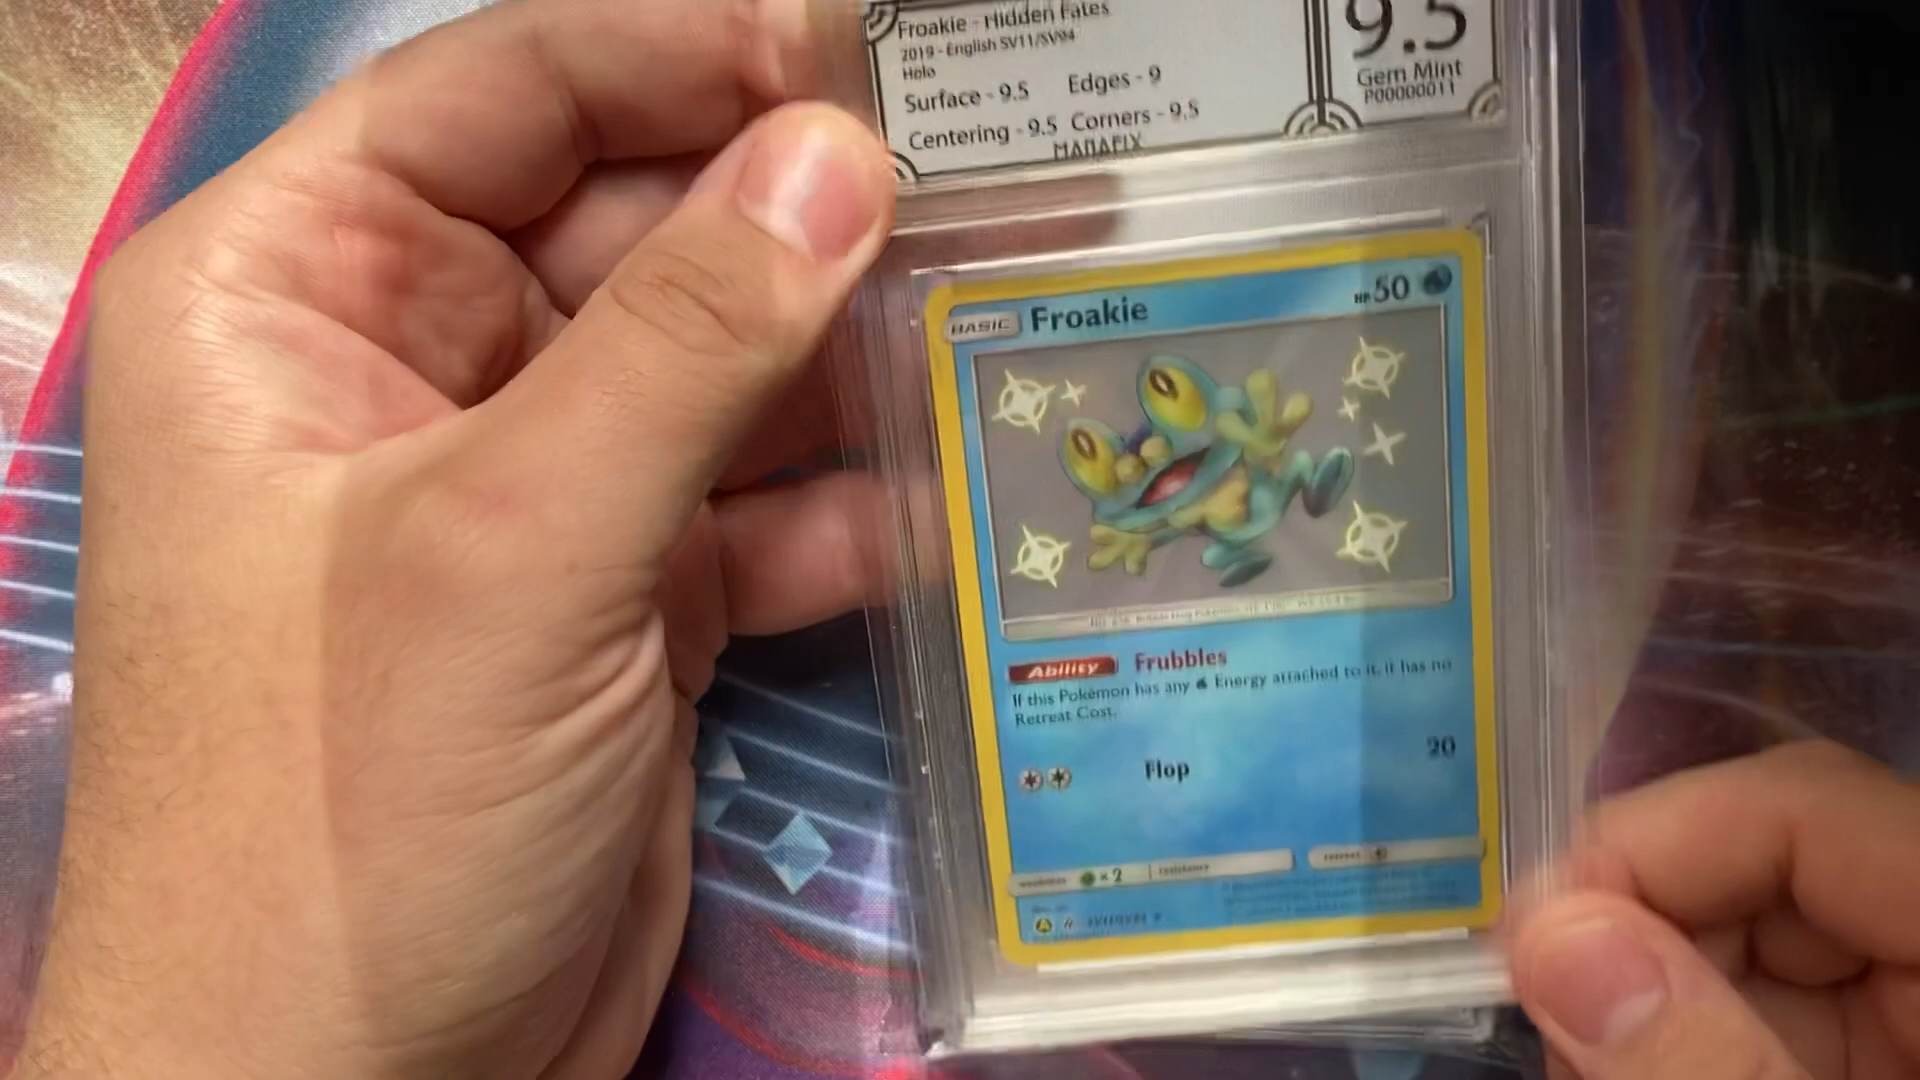 Froakie - Hidden Fates
2019 - English SV11/SV94
Holo
Surface - 9.5 Edges - 9
Centering - 9.5 Corners - 9.5
MANAFIX
9.5
Gem Mint
P00000011
BASIC Froakie HP 50
Ability Frubbles
If this Pokémon has any Energy attached to it, it has no
Retreat Cost.
Flop 20
weakness ×2 resistance
retreat